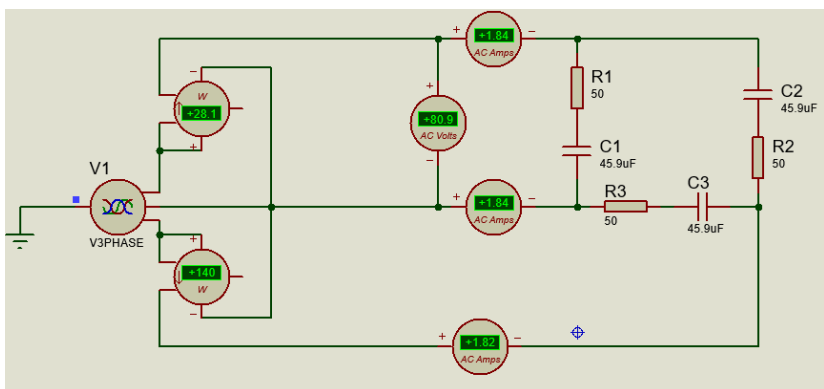 + +1.84 −
AC Amps
− W
+28.1
+
R1
50
C2
45.9uF
+
+80.9
AC Volts
−
C1
45.9uF
R2
50
V1
V3PHASE
+ +1.84 −
AC Amps
R3
50
C3
45.9uF
+
+140
W
−
+ +1.82 −
AC Amps